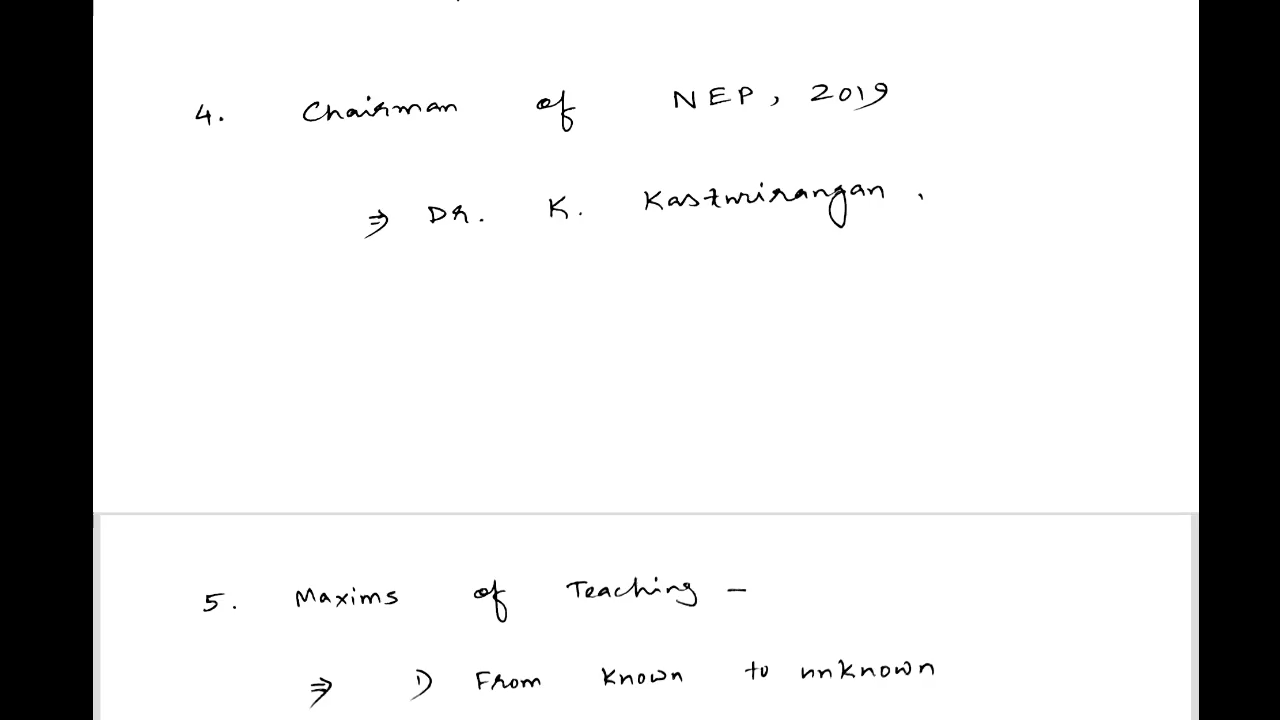 4. Chairman of NEP, 2019
⇒ Dr. K. Kasturirangan.
5. Maxims of Teaching -
⇒ 1) From known to unknown